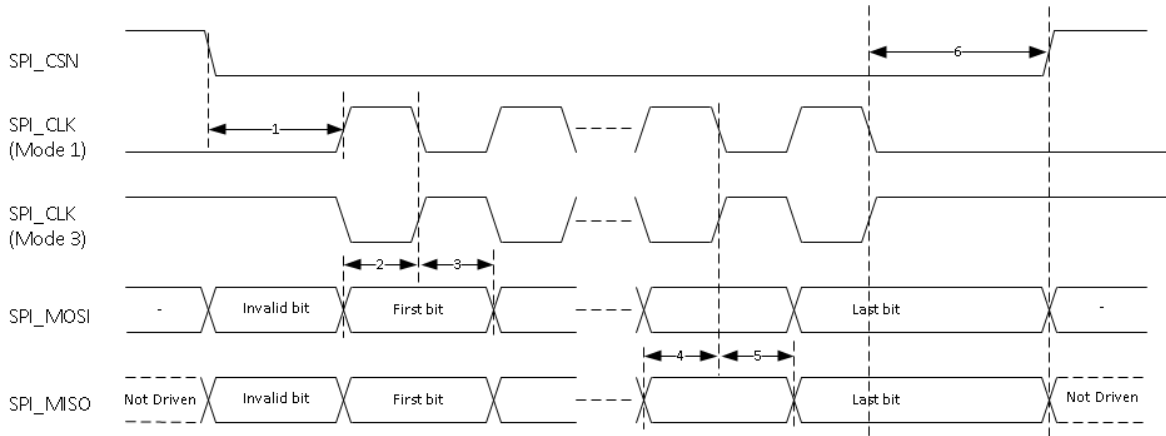 SPI_CSN
6
SPI_CLK
(Mode 1)
1
SPI_CLK
(Mode 3)
2
3
SPI_MOSI
-
Invalid bit
First bit
Last bit
-
4
5
SPI_MISO
Not Driven
Invalid bit
First bit
Last bit
Not Driven